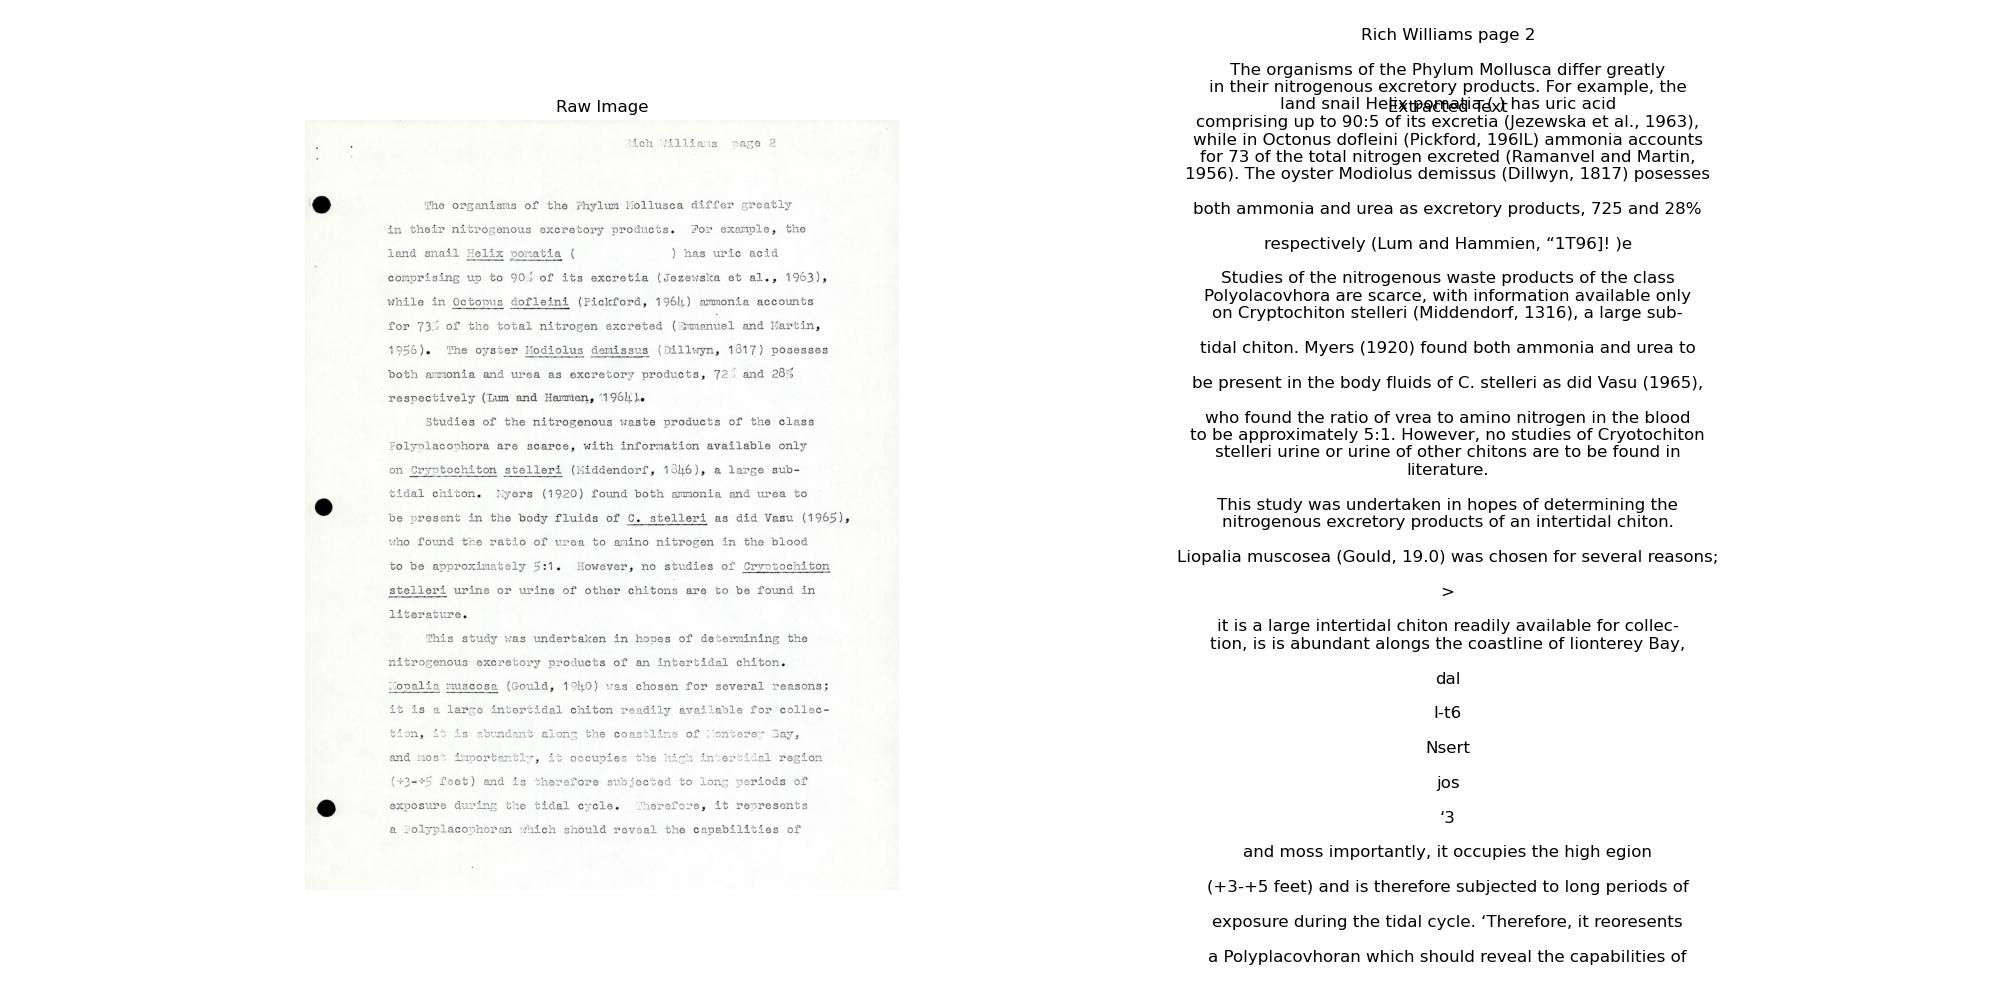 Raw Image
Rich Williams page 2
The organisms of the Phylum Mollusca differ greatly
in their nitrogenous excretory products. For example, the
land snail Helix pomatia ( ) has uric acid
comprising up to 90% of its excretia (Jezewska et al., 1963),
while in Octopus dofleini (Pickford, 1964) ammonia accounts
for 73% of the total nitrogen excreted (Emmanuel and Martin,
1956). The oyster Modiolus demissus (Dillwyn, 1817) posesses
both ammonia and urea as excretory products, 72% and 28%
respectively (Lum and Hammen, 1964).
Studies of the nitrogenous waste products of the class
Polyplacophora are scarce, with information available only
on Cryptochiton stelleri (Middendorf, 1846), a large sub-
tidal chiton. Myers (1920) found both ammonia and urea to
be present in the body fluids of C. stelleri as did Vasu (1965),
who found the ratio of urea to amino nitrogen in the blood
to be approximately 5:1. However, no studies of Cryptochiton
stelleri urine or urine of other chitons are to be found in
literature.
This study was undertaken in hopes of determining the
nitrogenous excretory products of an intertidal chiton.
Mopalia muscosa (Gould, 1940) was chosen for several reasons;
it is a large intertidal chiton readily available for collec-
tion, it is abundant along the coastline of Monterey Bay,
and most importantly, it occupies the high intertidal region
(+3-+5 feet) and is therefore subjected to long periods of
exposure during the tidal cycle. Therefore, it represents
a Polyplacophoran which should reveal the capabilities of
Extracted Text
Rich Williams page 2
The organisms of the Phylum Mollusca differ greatly
in their nitrogenous excretory products. For example, the
land snail Helix pomatia ( ) has uric acid
comprising up to 90:5 of its excretia (Jezewska et al., 1963),
while in Octonus dofleini (Pickford, 196lL) ammonia accounts
for 73 of the total nitrogen excreted (Ramanvel and Martin,
1956). The oyster Modiolus demissus (Dillwyn, 1817) posesses
both ammonia and urea as excretory products, 725 and 28%
respectively (Lum and Hammien, “1T96]! )e
Studies of the nitrogenous waste products of the class
Polyolacovhora are scarce, with information available only
on Cryptochiton stelleri (Middendorf, 1316), a large sub-
tidal chiton. Myers (1920) found both ammonia and urea to
be present in the body fluids of C. stelleri as did Vasu (1965),
who found the ratio of vrea to amino nitrogen in the blood
to be approximately 5:1. However, no studies of Cryotochiton
stelleri urine or urine of other chitons are to be found in
literature.
This study was undertaken in hopes of determining the
nitrogenous excretory products of an intertidal chiton.
Liopalia muscosea (Gould, 19.0) was chosen for several reasons;
>
it is a large intertidal chiton readily available for collec-
tion, is is abundant alongs the coastline of lionterey Bay,
dal
l-t6
Nsert
jos
‘3
and moss importantly, it occupies the high egion
(+3-+5 feet) and is therefore subjected to long periods of
exposure during the tidal cycle. ‘Therefore, it reoresents
a Polyplacovhoran which should reveal the capabilities of